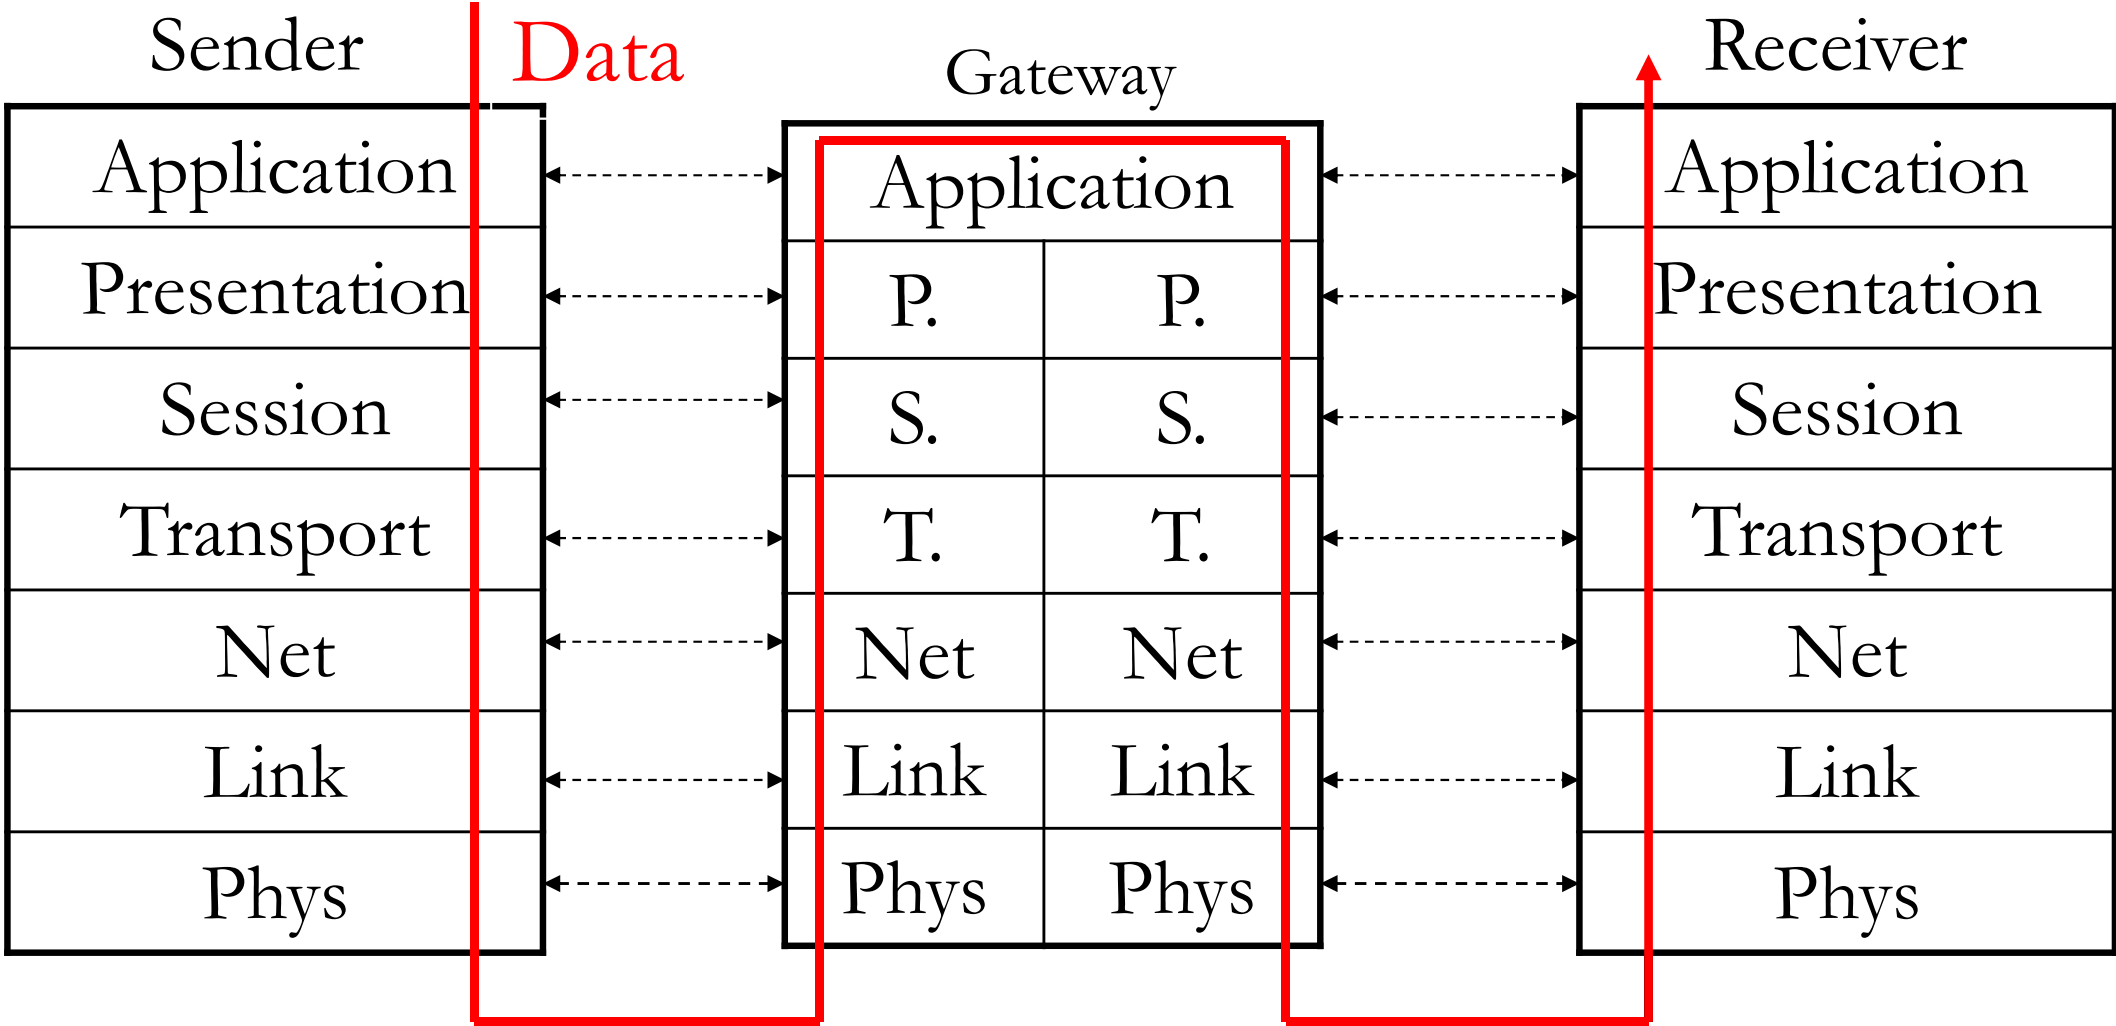 Sender
Data
Gateway
Receiver
Application
Application
Application
Presentation
P.
P.
Presentation
Session
S.
S.
Session
Transport
T.
T.
Transport
Net
Net
Net
Net
Link
Link
Link
Link
Phys
Phys
Phys
Phys